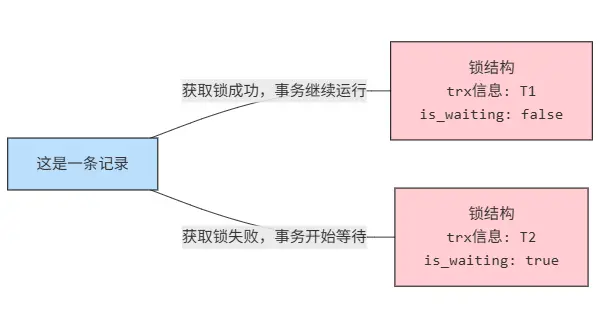 获取锁成功，事务继续运行
锁结构
trx信息: T1
is_waiting: false
这是一条记录
获取锁失败，事务开始等待
锁结构
trx信息: T2
is_waiting: true